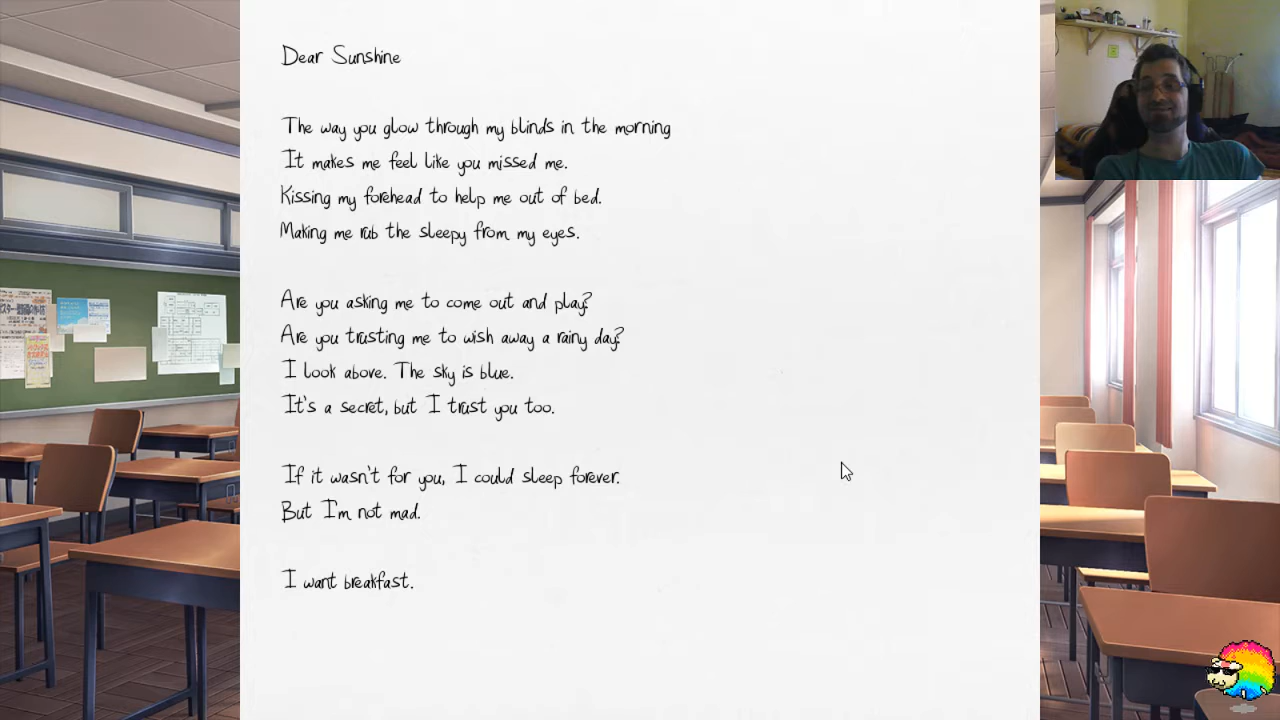 Dear Sunshine
The way you glow through my blinds in the morning
It makes me feel like you missed me.
Kissing my forehead to help me out of bed.
Making me rub the sleepy from my eyes.
Are you asking me to come out and play?
Are you trusting me to wish away a rainy day?
I look above. The sky is blue.
It's a secret, but I trust you too.
If it wasn't for you, I could sleep forever.
But I'm not mad.
I want breakfast.